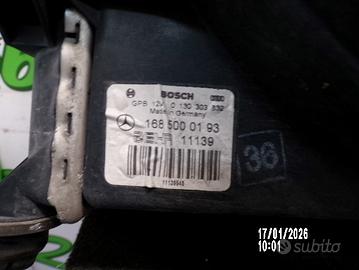 BOSCH
GPB 12V 0 130 303 832
Made in Germany
168 500 01 93
BEHR 11139
11139543
36
17/01/2026
10:01
subito